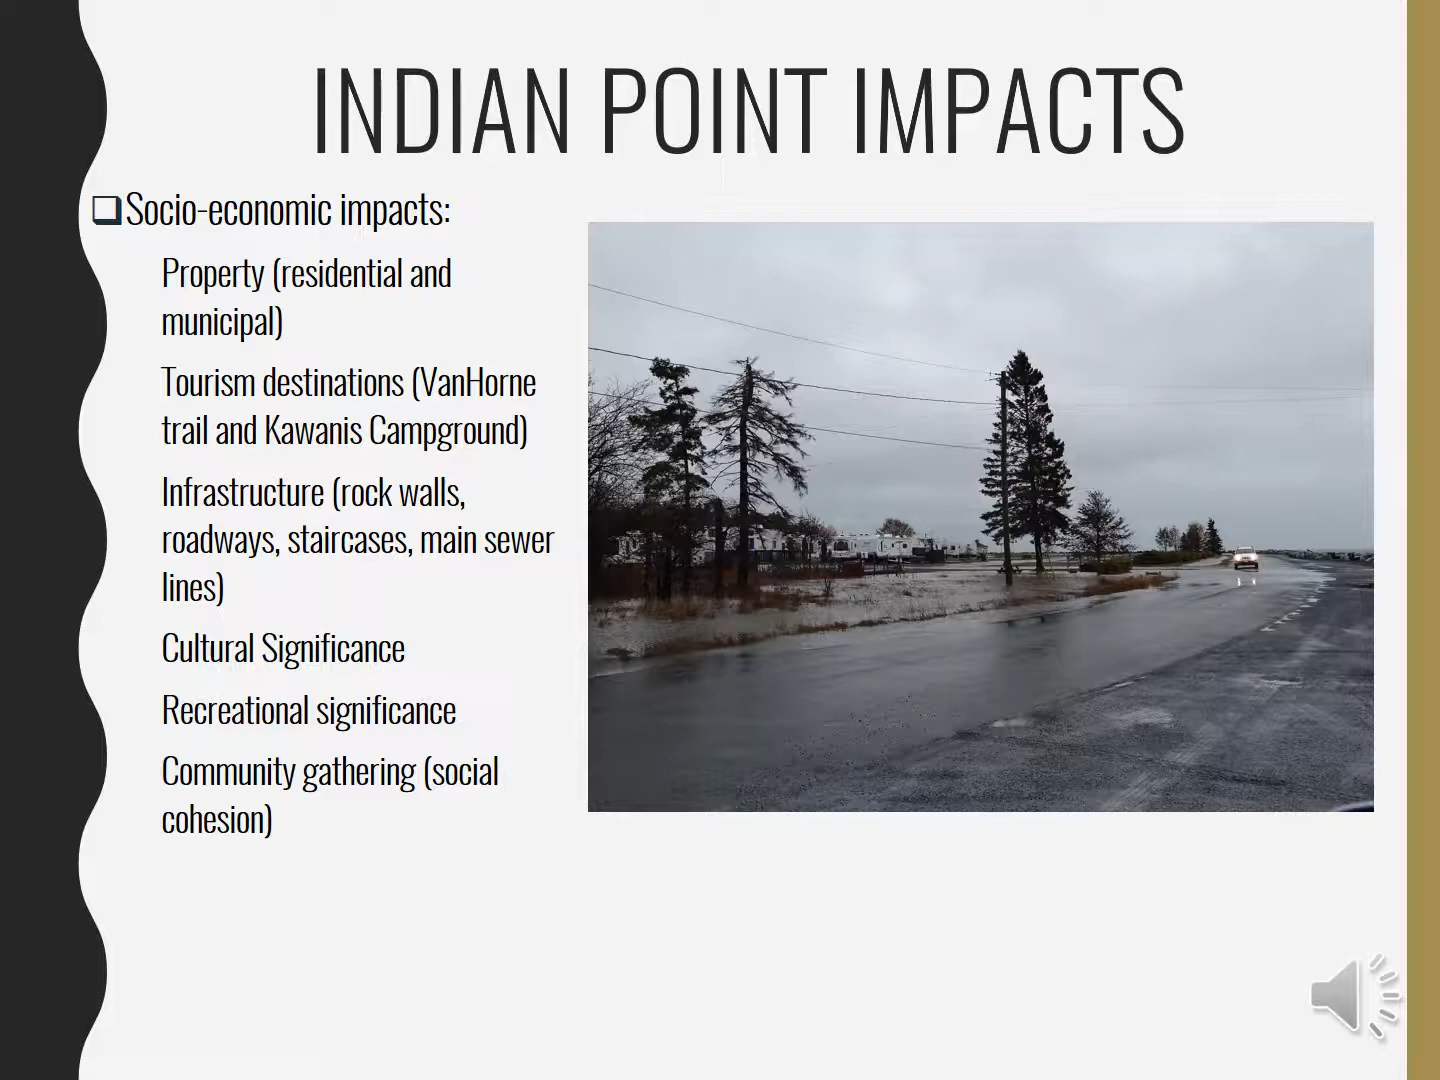 INDIAN POINT IMPACTS
Socio-economic impacts:
Property (residential and
municipal)
Tourism destinations (VanHorne
trail and Kawanis Campground)
Infrastructure (rock walls,
roadways, staircases, main sewer
lines)
Cultural Significance
Recreational significance
Community gathering (social
cohesion)